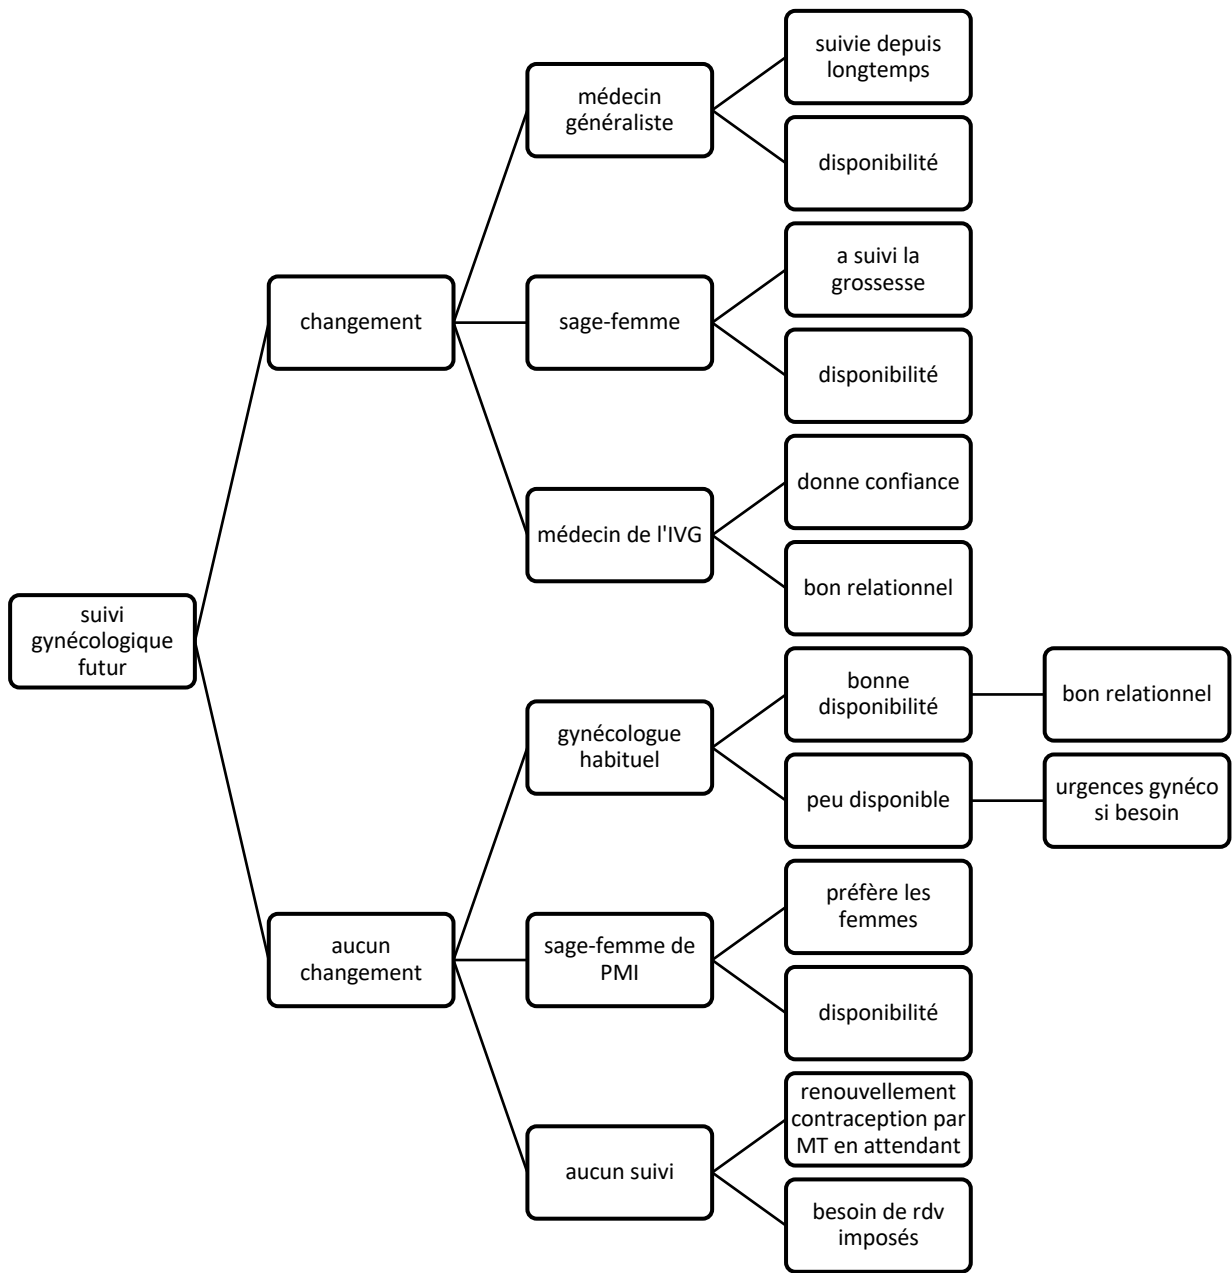 suivi
gynécologique
futur
changement
médecin
généraliste
suivie depuis
longtemps
disponibilité
sage-femme
a suivi la
grossesse
disponibilité
médecin de l'IVG
donne confiance
bon relationnel
aucun
changement
gynécologue
habituel
bonne
disponibilité
bon relationnel
peu disponible
urgences gynéco
si besoin
sage-femme de
PMI
préfère les
femmes
disponibilité
aucun suivi
renouvellement
contraception par
MT en attendant
besoin de rdv
imposés